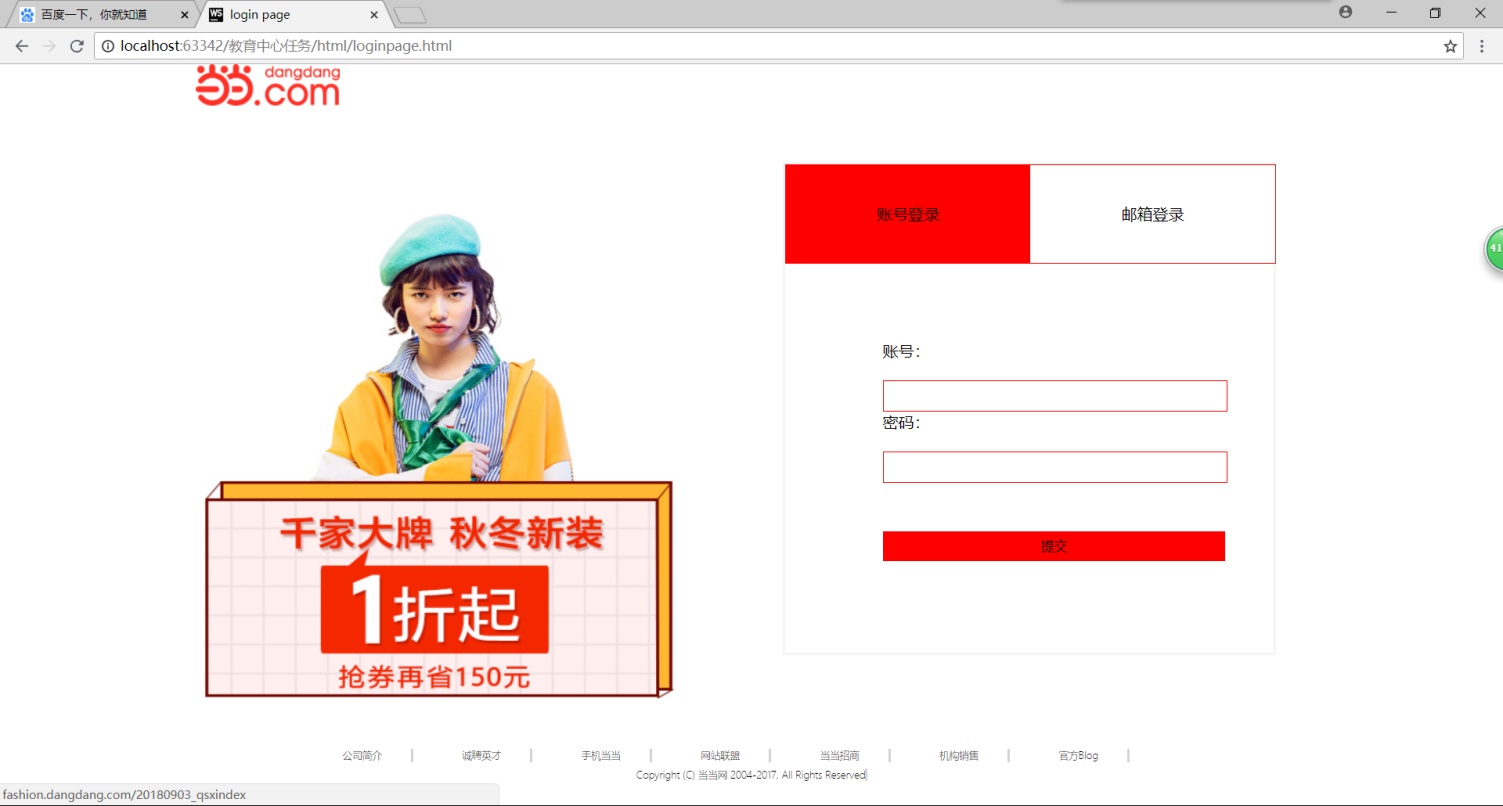 百度一下，你就知道
WS login page
localhost:63342/教育中心任务/html/loginpage.html
当当.com dangdang
账号登录 邮箱登录
41
账号：
密码：
提交
千家大牌 秋冬新装
1折起
抢券再省150元
公司简介 诚聘英才 手机当当 网站联盟 当当招商 机构销售 官方Blog
Copyright (C) 当当网 2004-2017, All Rights Reserved
fashion.dangdang.com/20180903_qsxindex